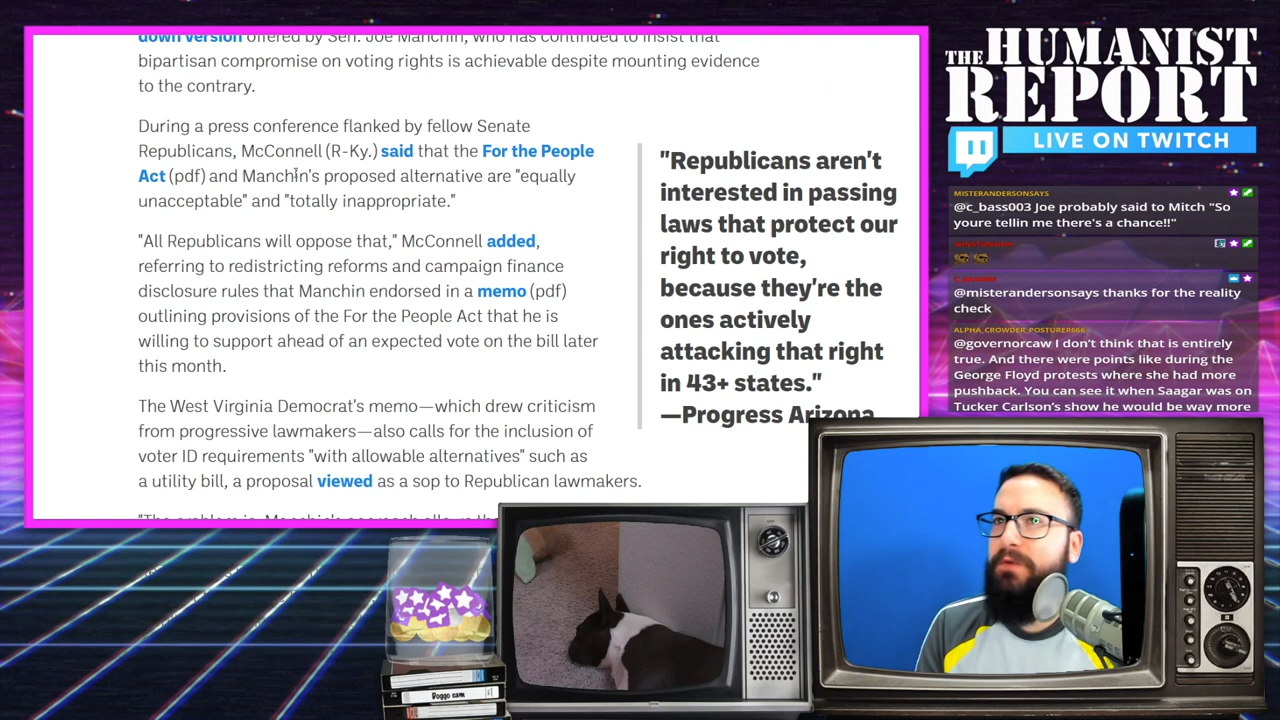 down version offered by Sen. Joe Manchin, who has continued to insist that
bipartisan compromise on voting rights is achievable despite mounting evidence
to the contrary.
During a press conference flanked by fellow Senate
Republicans, McConnell (R-Ky.) said that the For the People
Act (pdf) and Manchin's proposed alternative are "equally
unacceptable" and "totally inappropriate."
"All Republicans will oppose that," McConnell added,
referring to redistricting reforms and campaign finance
disclosure rules that Manchin endorsed in a memo (pdf)
outlining provisions of the For the People Act that he is
willing to support ahead of an expected vote on the bill later
this month.
The West Virginia Democrat's memo—which drew criticism
from progressive lawmakers—also calls for the inclusion of
voter ID requirements "with allowable alternatives" such as
a utility bill, a proposal viewed as a sop to Republican lawmakers.
"Republicans aren't
interested in passing
laws that protect our
right to vote,
because they're the
ones actively
attacking that right
in 43+ states."
—Progress Arizona
THE HUMANIST
REPORT
LIVE ON TWITCH
MISTERANDERSONSAYS
@c_bass003 Joe probably said to Mitch "So
youre tellin me there's a chance!!"
@misterandersonsays thanks for the reality
check
ALPHA_CROWDER_POSTURER666
@governorcaw I don't think that is entirely
true. And there were points like during the
George Floyd protests where she had more
pushback. You can see it when Saagar was on
Tucker Carlson's show he would be way more
Doggo cam